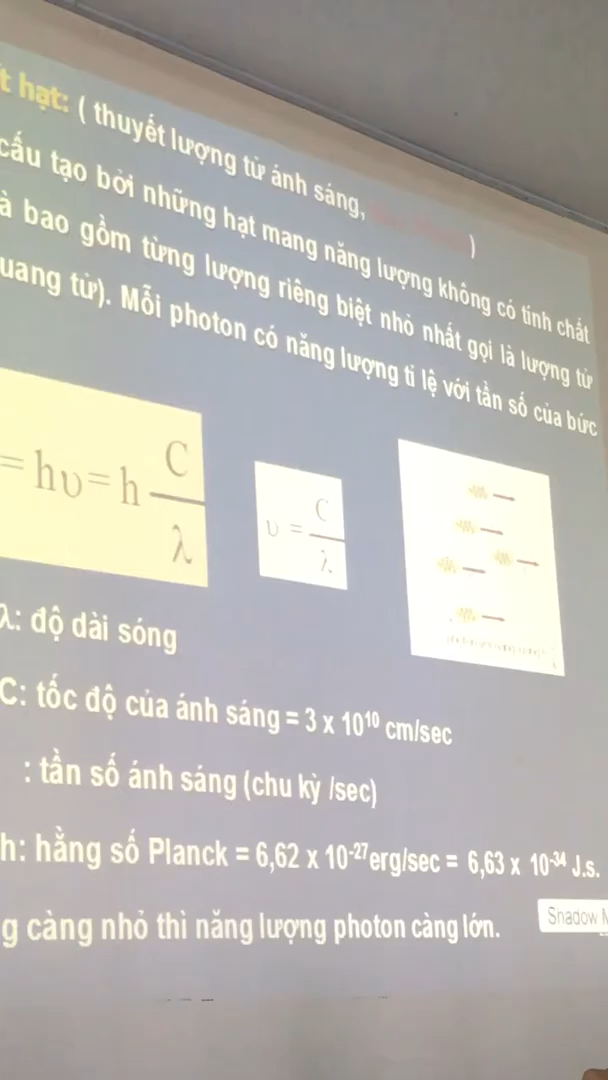 t hạt: ( thuyết lượng tử ánh sáng, )
cấu tạo bởi những hạt mang năng lượng không có tính chất
à bao gồm từng lượng riêng biệt nhỏ nhất gọi là lượng tử
uang tử). Mỗi photon có năng lượng tỉ lệ với tần số của bức
= hυ = h C/λ
υ = C/λ
λ: độ dài sóng
C: tốc độ của ánh sáng = 3 x 10¹⁰ cm/sec
: tần số ánh sáng (chu kỳ /sec)
h: hằng số Planck = 6,62 x 10⁻²⁷erg/sec = 6,63 x 10⁻³⁴ J.s.
g càng nhỏ thì năng lượng photon càng lớn.
Shadow